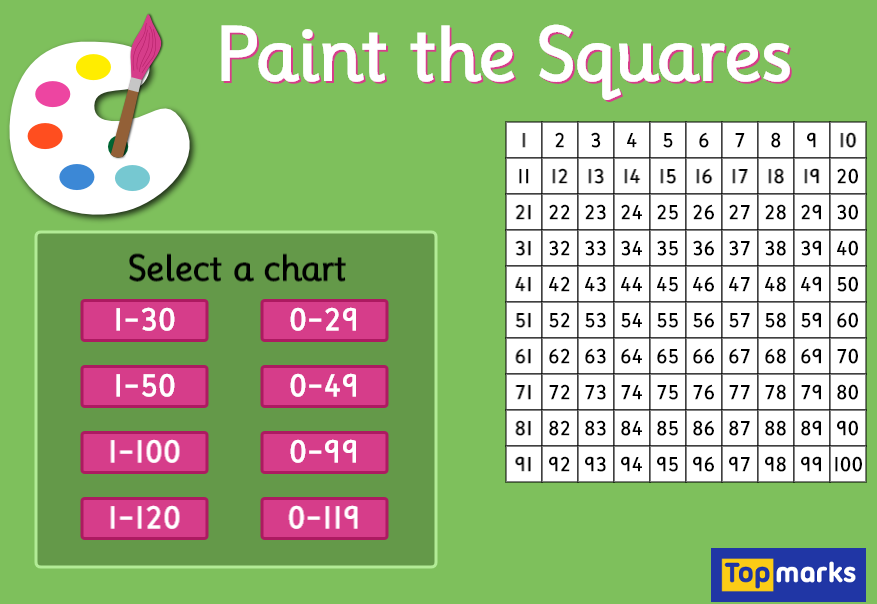 Paint the Squares
Select a chart
1-30 0-29
1-50 0-49
1-100 0-99
1-120 0-119
1 2 3 4 5 6 7 8 9 10
11 12 13 14 15 16 17 18 19 20
21 22 23 24 25 26 27 28 29 30
31 32 33 34 35 36 37 38 39 40
41 42 43 44 45 46 47 48 49 50
51 52 53 54 55 56 57 58 59 60
61 62 63 64 65 66 67 68 69 70
71 72 73 74 75 76 77 78 79 80
81 82 83 84 85 86 87 88 89 90
91 92 93 94 95 96 97 98 99 100
Topmarks